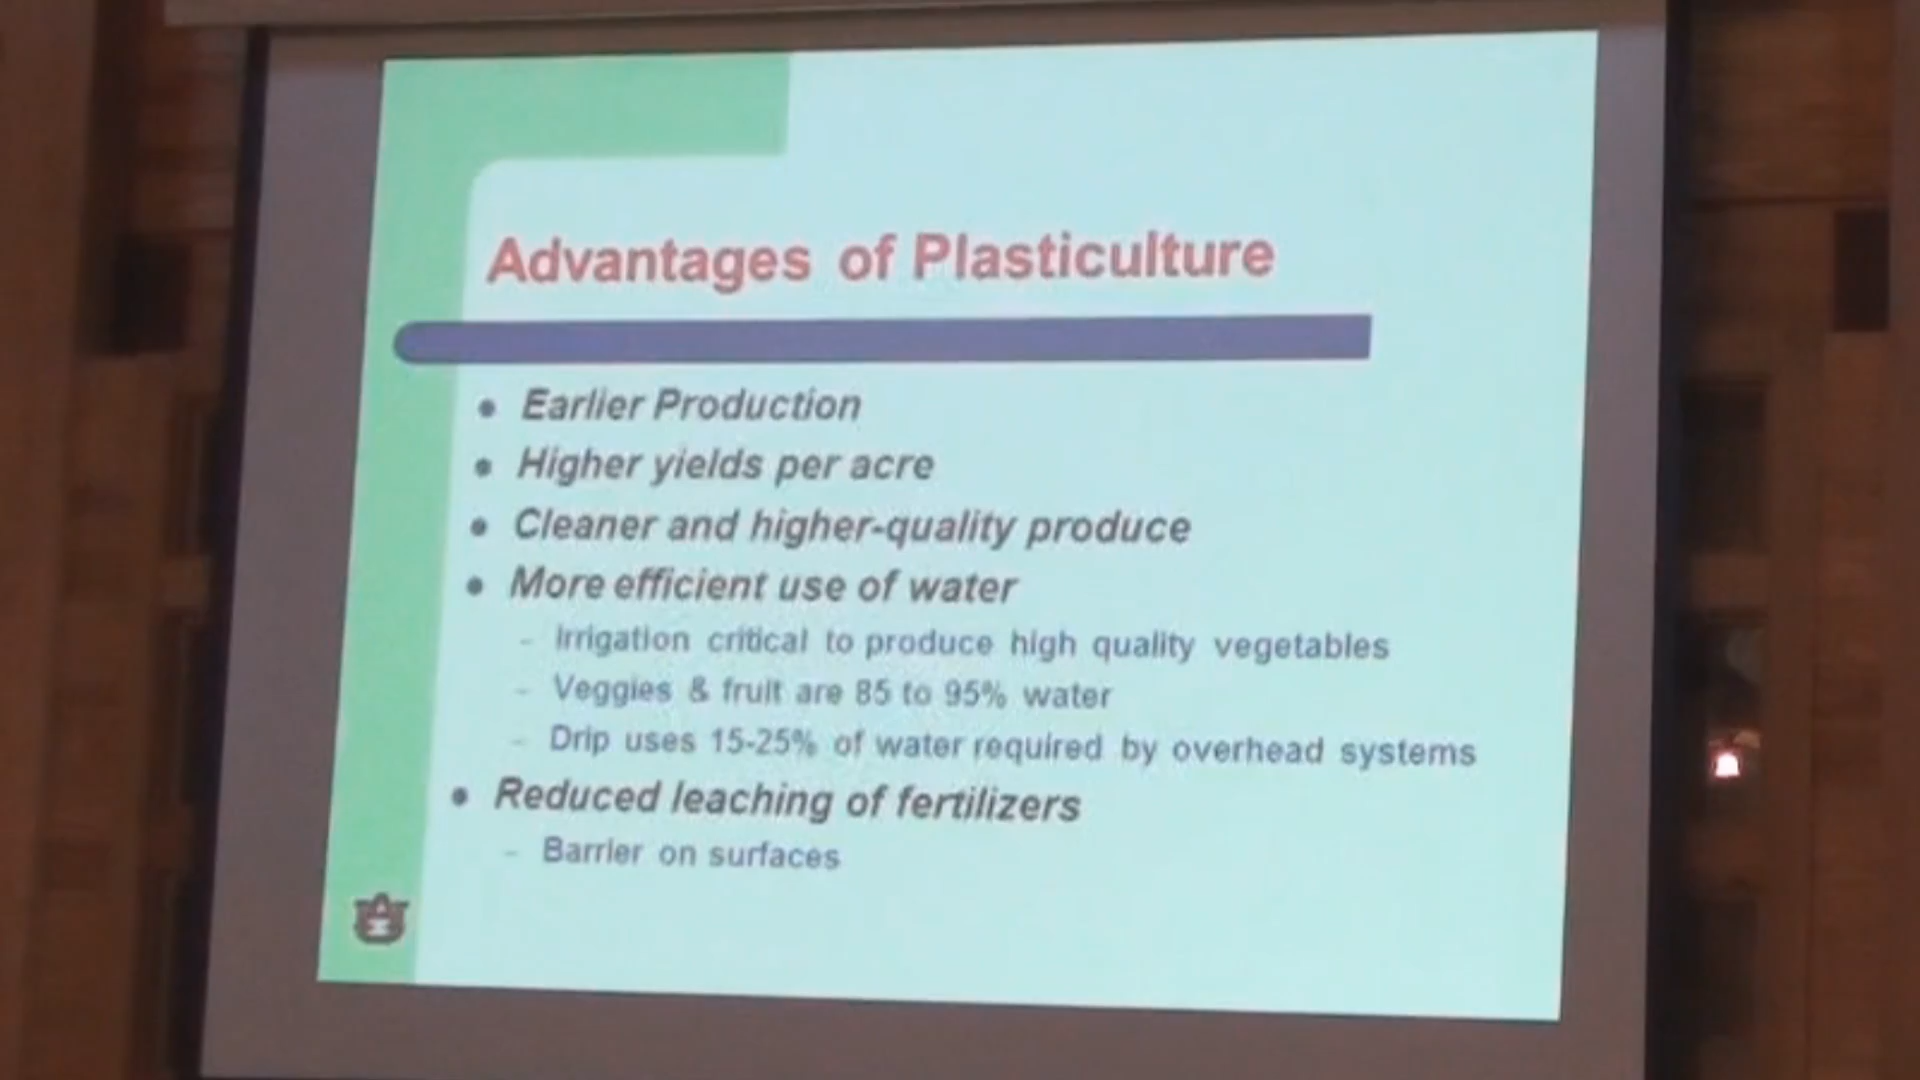 Advantages of Plasticulture
• Earlier Production
• Higher yields per acre
• Cleaner and higher-quality produce
• More efficient use of water
– Irrigation critical to produce high quality vegetables
– Veggies & fruit are 85 to 95% water
– Drip uses 15-25% of water required by overhead systems
• Reduced leaching of fertilizers
– Barrier on surfaces